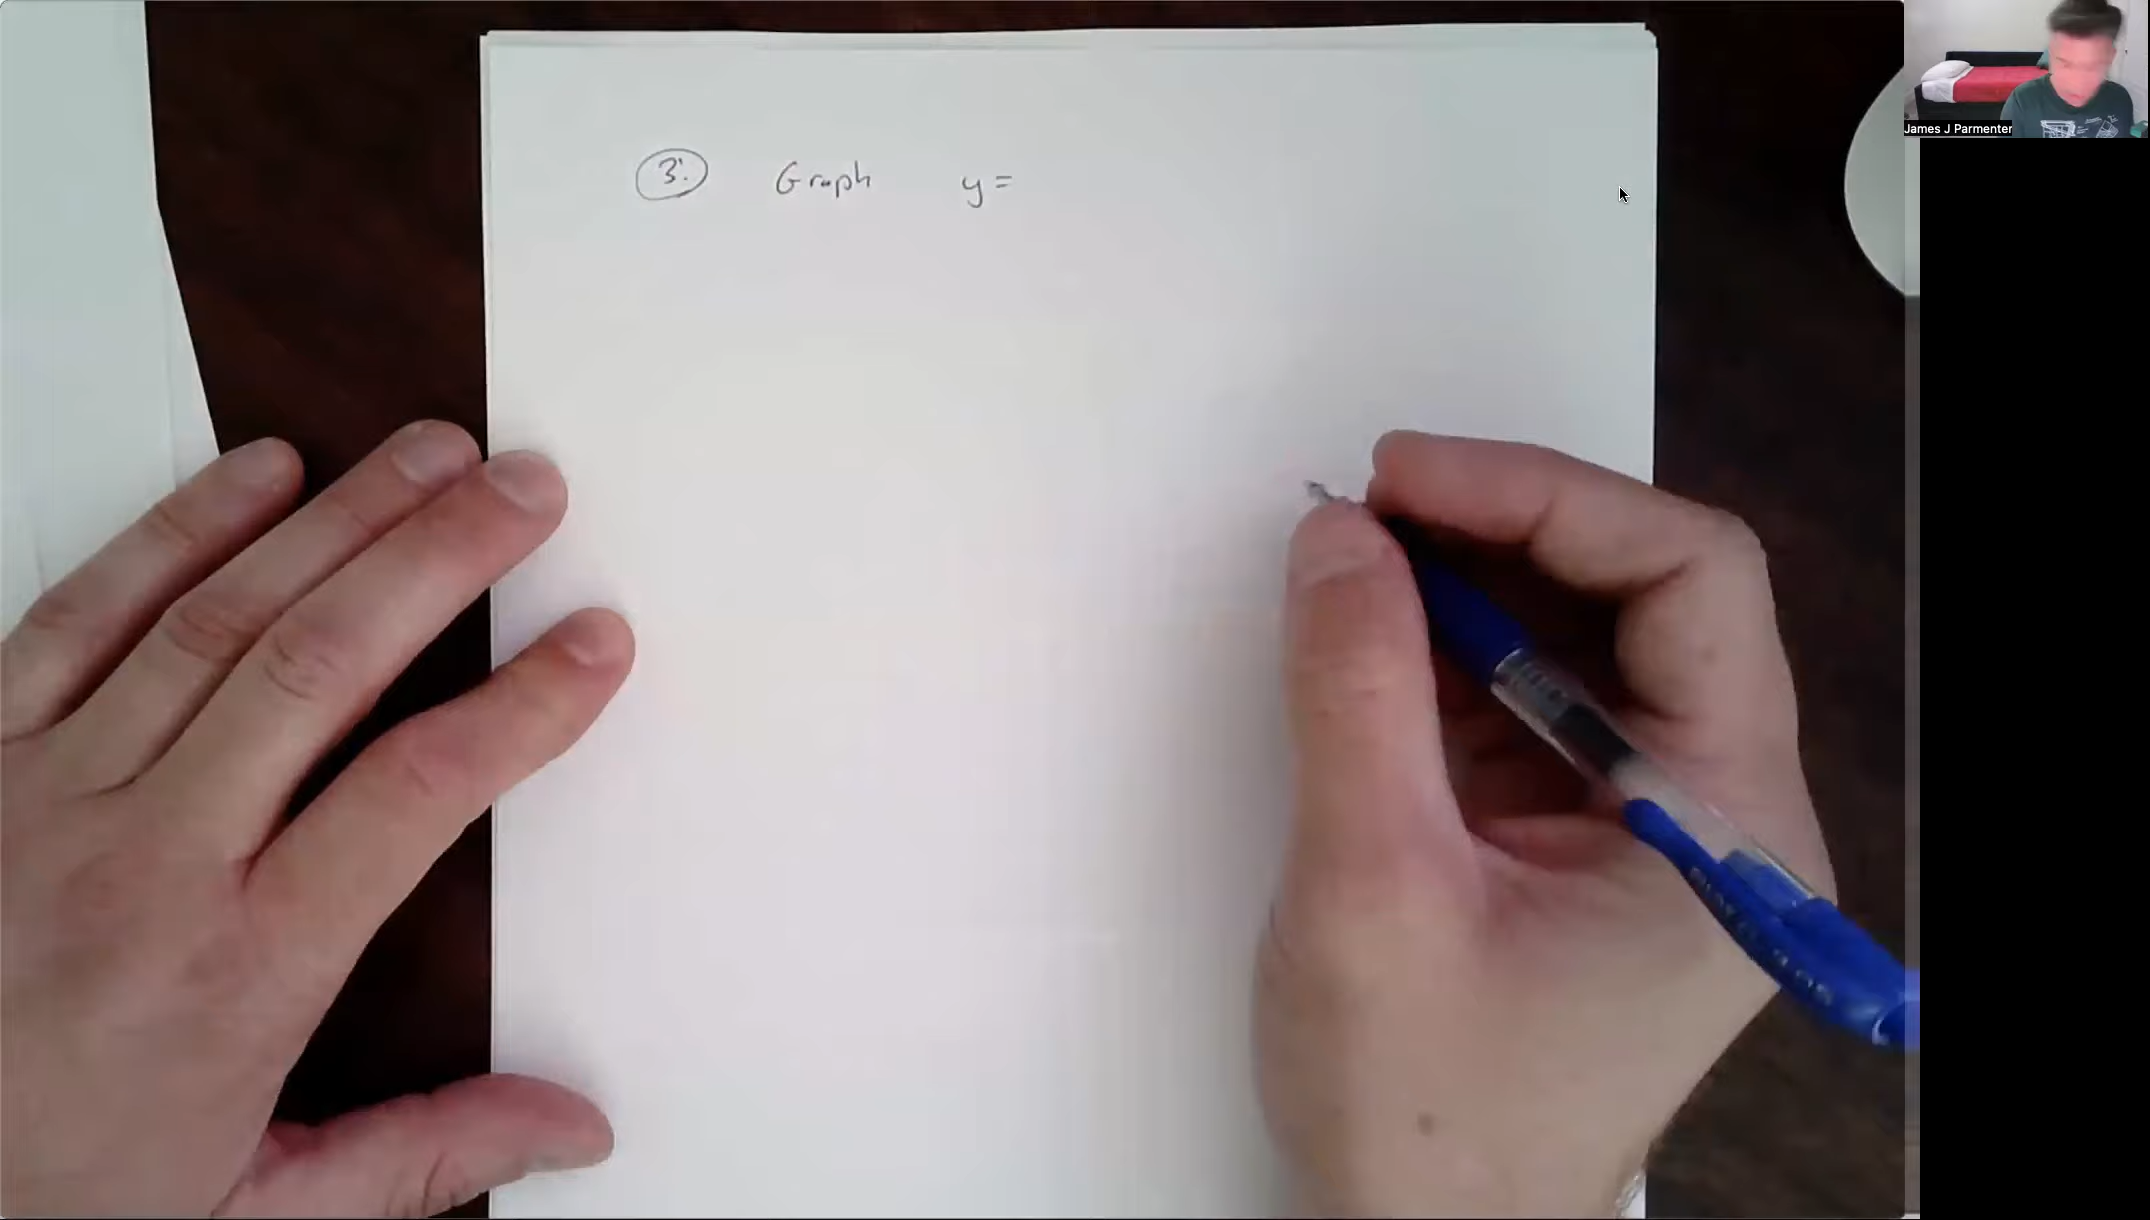 3. Graph y =
James J Parmenter